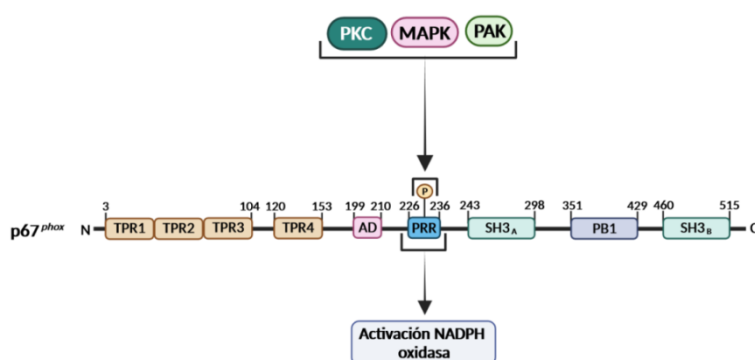 PKC MAPK PAK
P
3 104 120 153 199 210 226 236 243 298 351 429 460 515
p67phox N TPR1 TPR2 TPR3 TPR4 AD PRR SH3A PB1 SH3B C
Activación NADPH
oxidasa